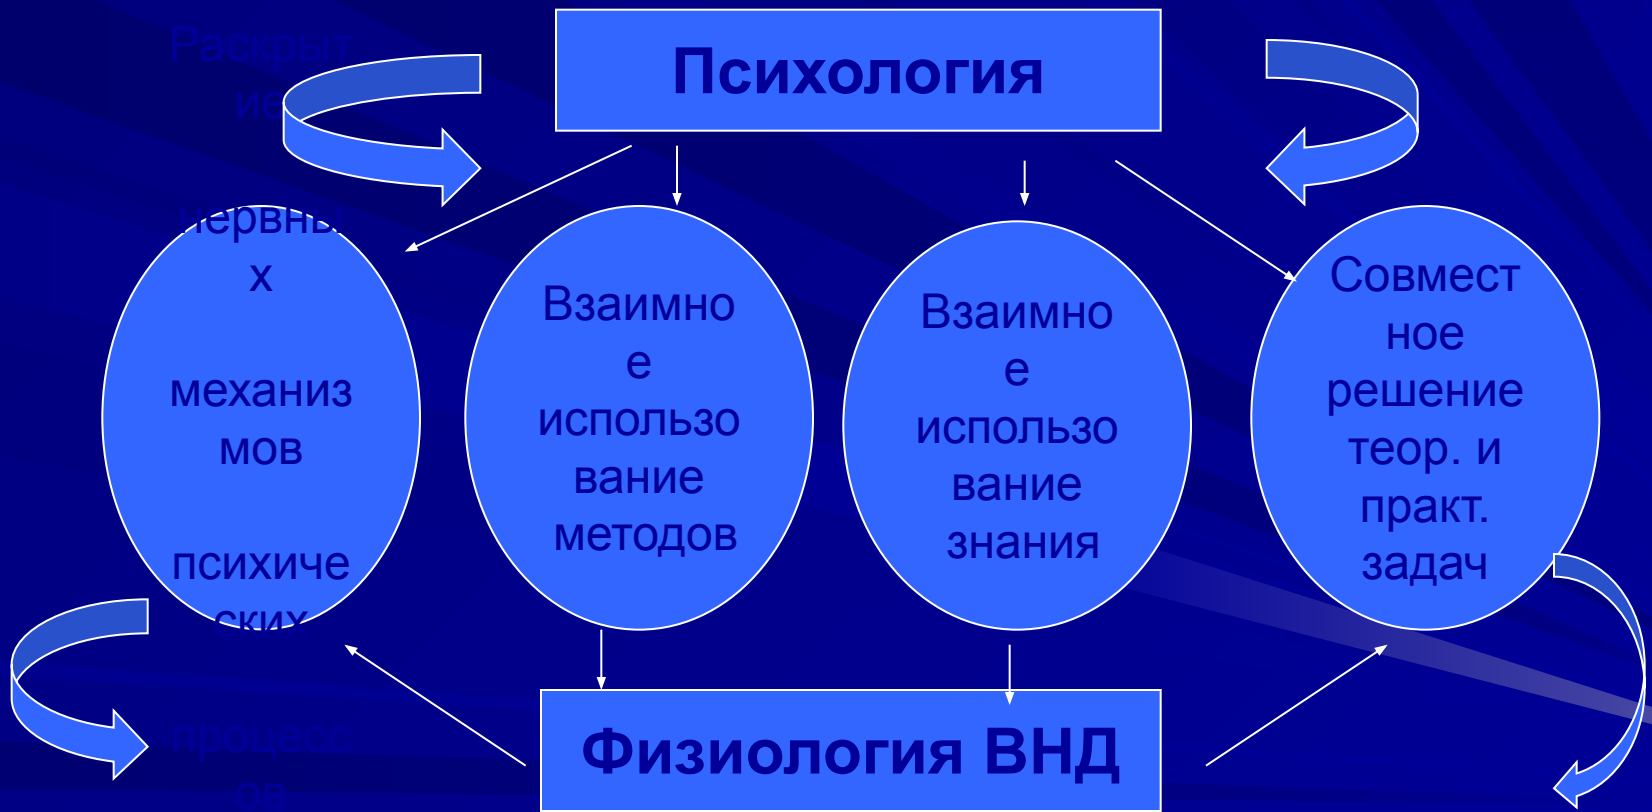 Психология
Раскрыт
ие
нервны
х
механиз
мов
психиче
ских
процесс
ов
Взаимно
е
использо
вание
методов
Взаимно
е
использо
вание
знания
Совмест
ное
решение
теор. и
практ.
задач
Физиология ВНД